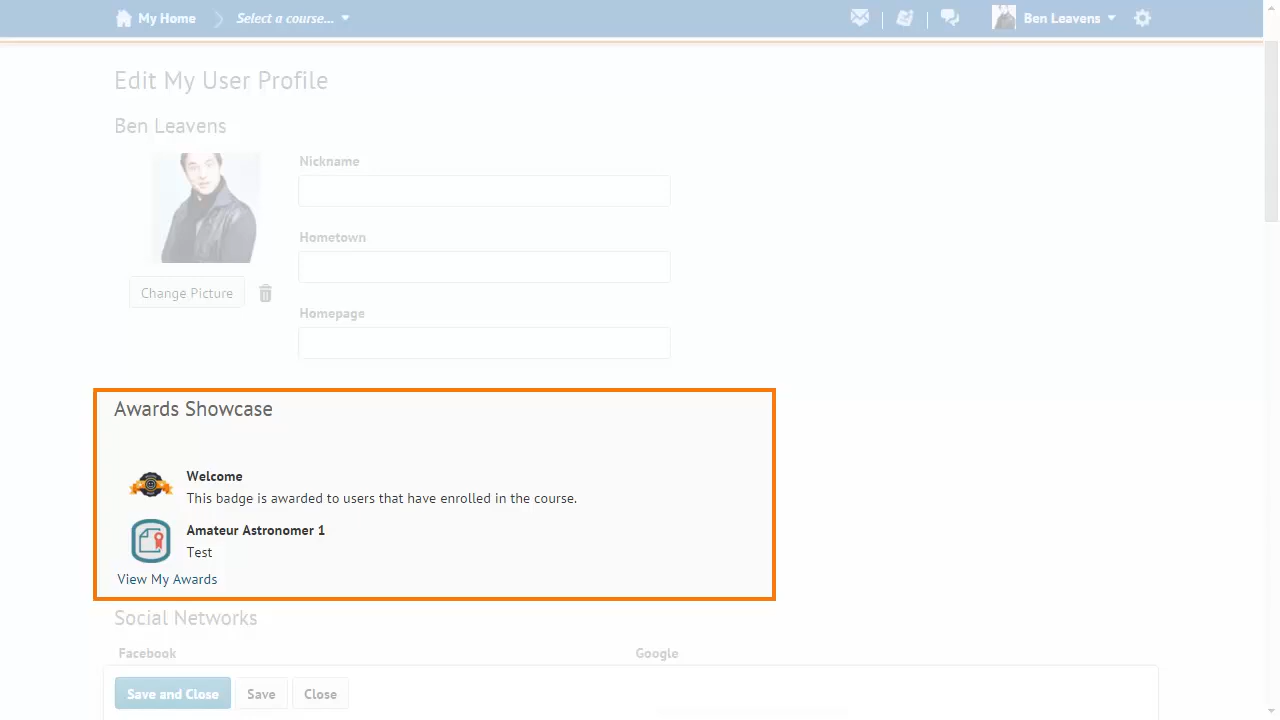 My Home
Select a course...
Ben Leavens
Edit My User Profile
Ben Leavens
Nickname
Hometown
Change Picture
Homepage
Awards Showcase
Welcome
This badge is awarded to users that have enrolled in the course.
Amateur Astronomer 1
Test
View My Awards
Social Networks
Facebook
Google
Save and Close
Save
Close